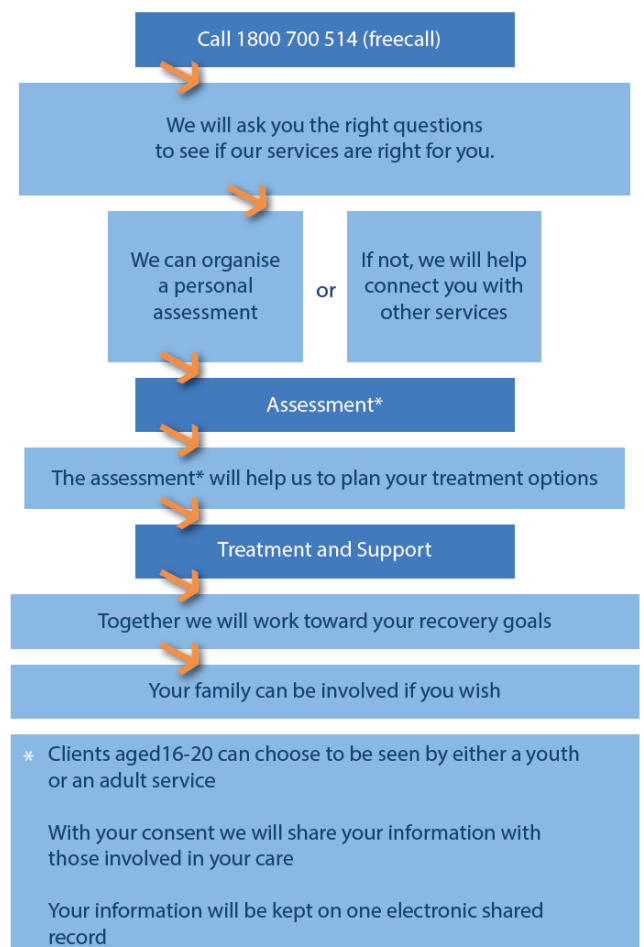 Call 1800 700 514 (freecall)
We will ask you the right questions
to see if our services are right for you.
We can organise
a personal
assessment
or
If not, we will help
connect you with
other services
Assessment*
The assessment* will help us to plan your treatment options
Treatment and Support
Together we will work toward your recovery goals
Your family can be involved if you wish
* Clients aged16-20 can choose to be seen by either a youth
or an adult service
With your consent we will share your information with
those involved in your care
Your information will be kept on one electronic shared
record